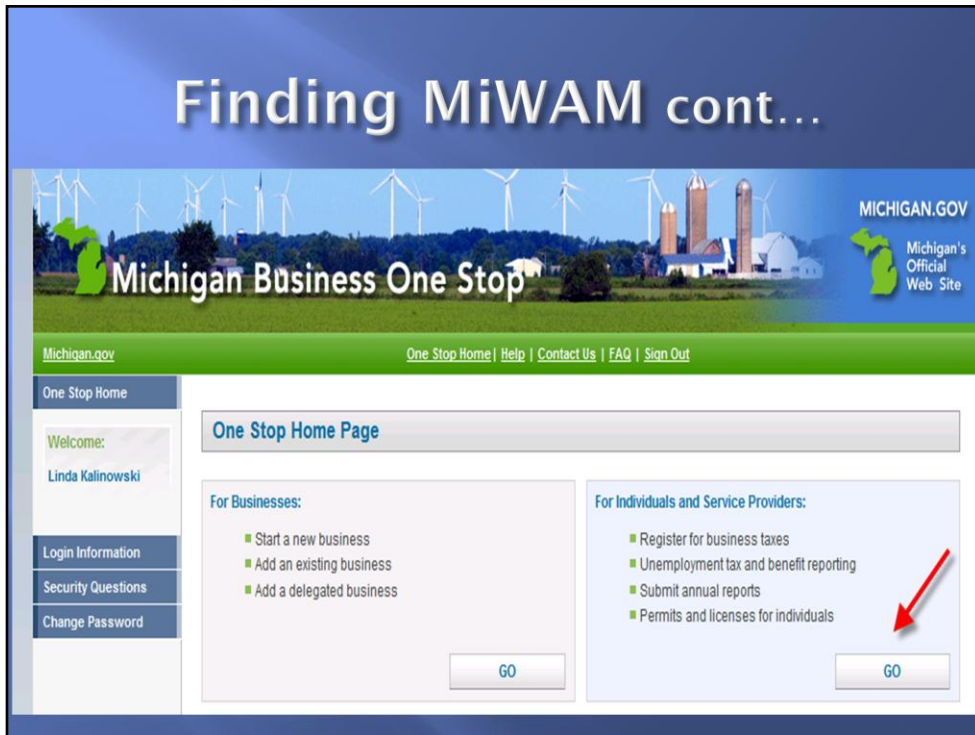 Finding MiWAM cont...
Michigan Business One Stop
MICHIGAN.GOV
Michigan's
Official
Web Site
Michigan.gov
One Stop Home | Help | Contact Us | FAQ | Sign Out
One Stop Home
Welcome:
Linda Kalinowski
Login Information
Security Questions
Change Password
One Stop Home Page
For Businesses:
Start a new business
Add an existing business
Add a delegated business
GO
For Individuals and Service Providers:
Register for business taxes
Unemployment tax and benefit reporting
Submit annual reports
Permits and licenses for individuals
GO